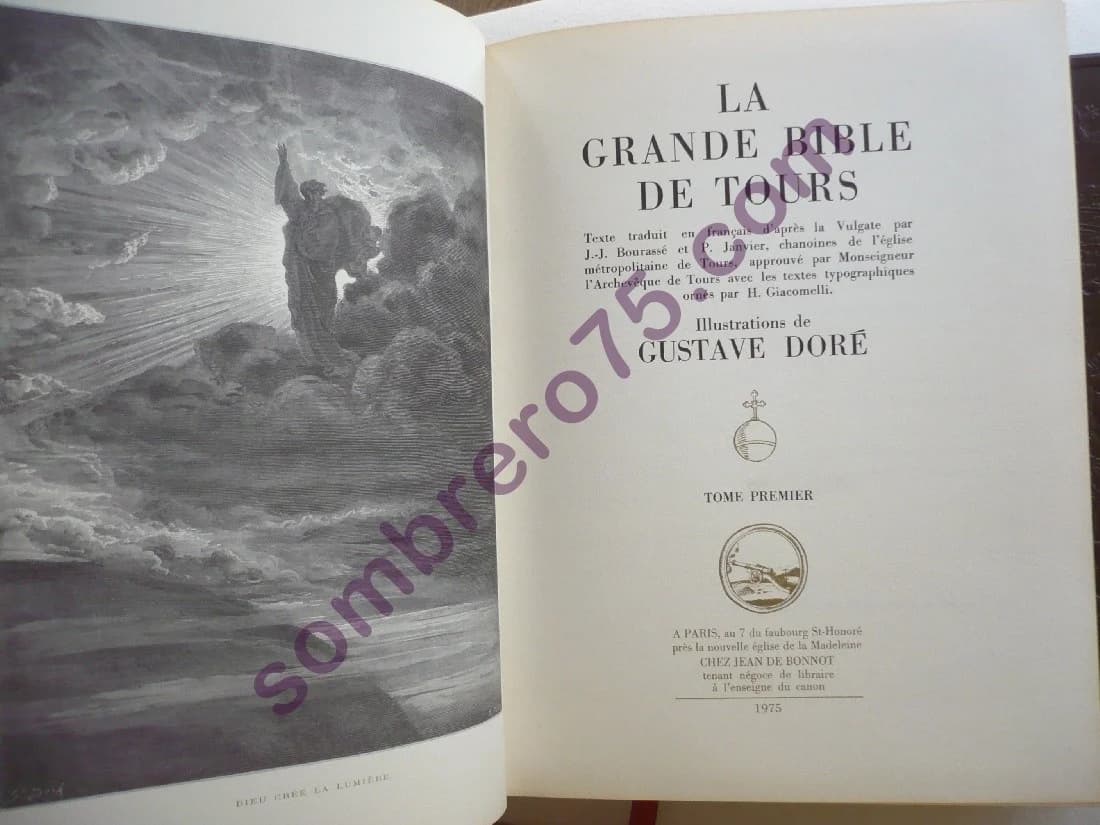 G. Doré
DIEU CRÉE LA LUMIÈRE.
LA
GRANDE BIBLE
DE TOURS
Texte traduit en français d'après la Vulgate par
J.-J. Bourassé et P. Janvier, chanoines de l'église
métropolitaine de Tours, approuvé par Monseigneur
l'Archevêque de Tours avec les textes typographiques
ornés par H. Giacomelli.
Illustrations de
GUSTAVE DORÉ
TOME PREMIER
A PARIS, au 7 du faubourg St-Honoré
près la nouvelle église de la Madeleine
CHEZ JEAN DE BONNOT
tenant négoce de libraire
à l'enseigne du canon
1975
sombrero75.com